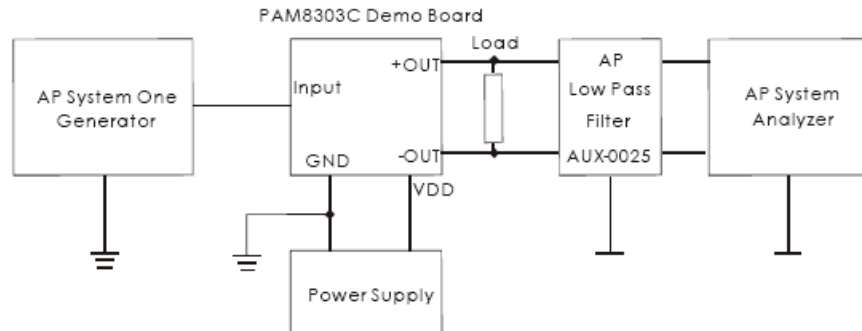 PAM8303C Demo Board
AP System One
Generator
Input
+OUT
-OUT
GND
VDD
Load
AP
Low Pass
Filter
AUX-0025
AP System
Analyzer
Power Supply